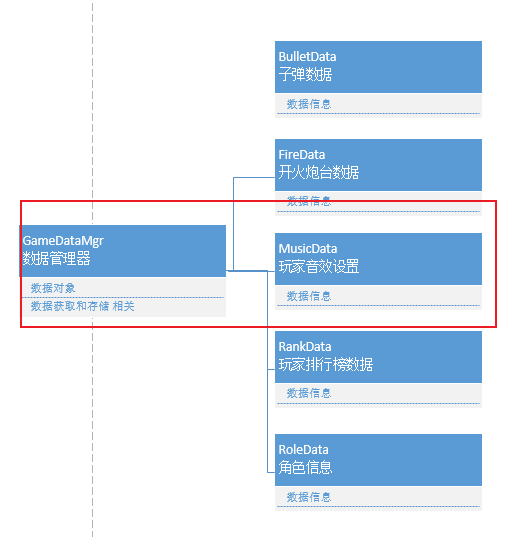 BulletData
子弹数据
数据信息
FireData
开火炮台数据
数据信息
GameDataMgr
数据管理器
数据对象
数据获取和存储 相关
MusicData
玩家音效设置
数据信息
RankData
玩家排行榜数据
数据信息
RoleData
角色信息
数据信息